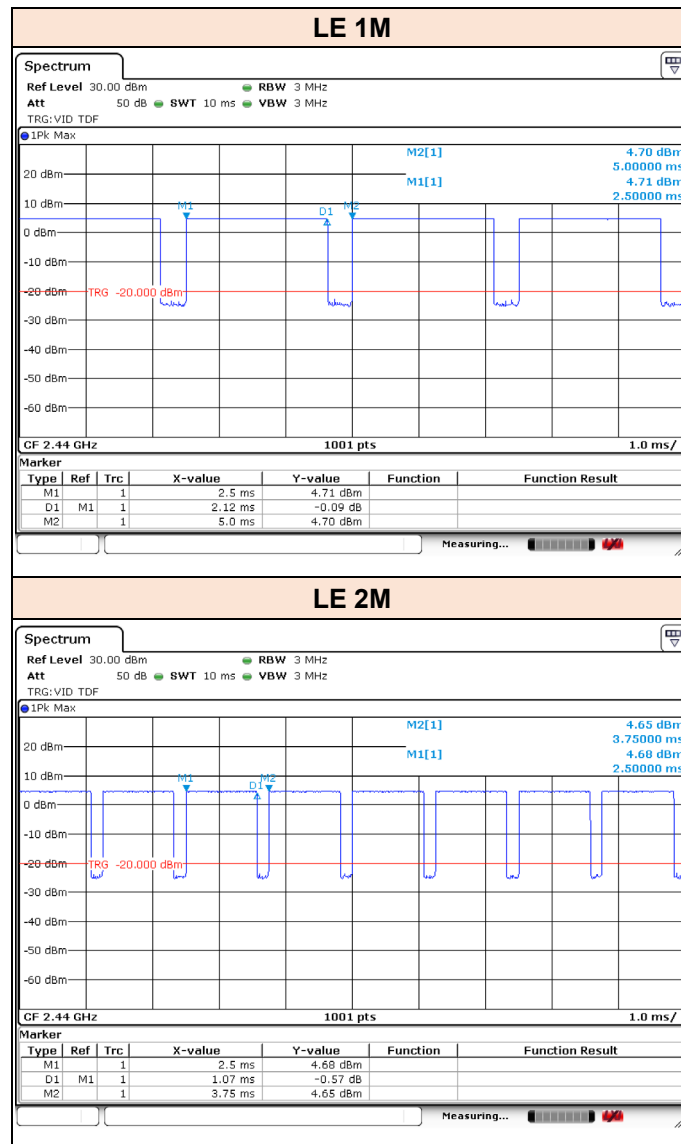 LE 1M
Spectrum
Ref Level 30.00 dBm RBW 3 MHz
Att 50 dB SWT 10 ms VBW 3 MHz
TRG:VID TDF
1Pk Max
M2[1] 4.70 dBm
5.00000 ms
M1[1] 4.71 dBm
2.50000 ms
20 dBm
10 dBm
M1 D1 M2
0 dBm
-10 dBm
-20 dBm TRG -20.000 dBm
-30 dBm
-40 dBm
-50 dBm
-60 dBm
CF 2.44 GHz 1001 pts 1.0 ms/
Marker
Type Ref Trc X-value Y-value Function Function Result
M1 1 2.5 ms 4.71 dBm
D1 M1 1 2.12 ms -0.09 dB
M2 1 5.0 ms 4.70 dBm
Measuring...
LE 2M
Spectrum
Ref Level 30.00 dBm RBW 3 MHz
Att 50 dB SWT 10 ms VBW 3 MHz
TRG:VID TDF
1Pk Max
M2[1] 4.65 dBm
3.75000 ms
M1[1] 4.68 dBm
2.50000 ms
20 dBm
10 dBm
M1 D1 M2
0 dBm
-10 dBm
-20 dBm TRG -20.000 dBm
-30 dBm
-40 dBm
-50 dBm
-60 dBm
CF 2.44 GHz 1001 pts 1.0 ms/
Marker
Type Ref Trc X-value Y-value Function Function Result
M1 1 2.5 ms 4.68 dBm
D1 M1 1 1.07 ms -0.57 dB
M2 1 3.75 ms 4.65 dBm
Measuring...